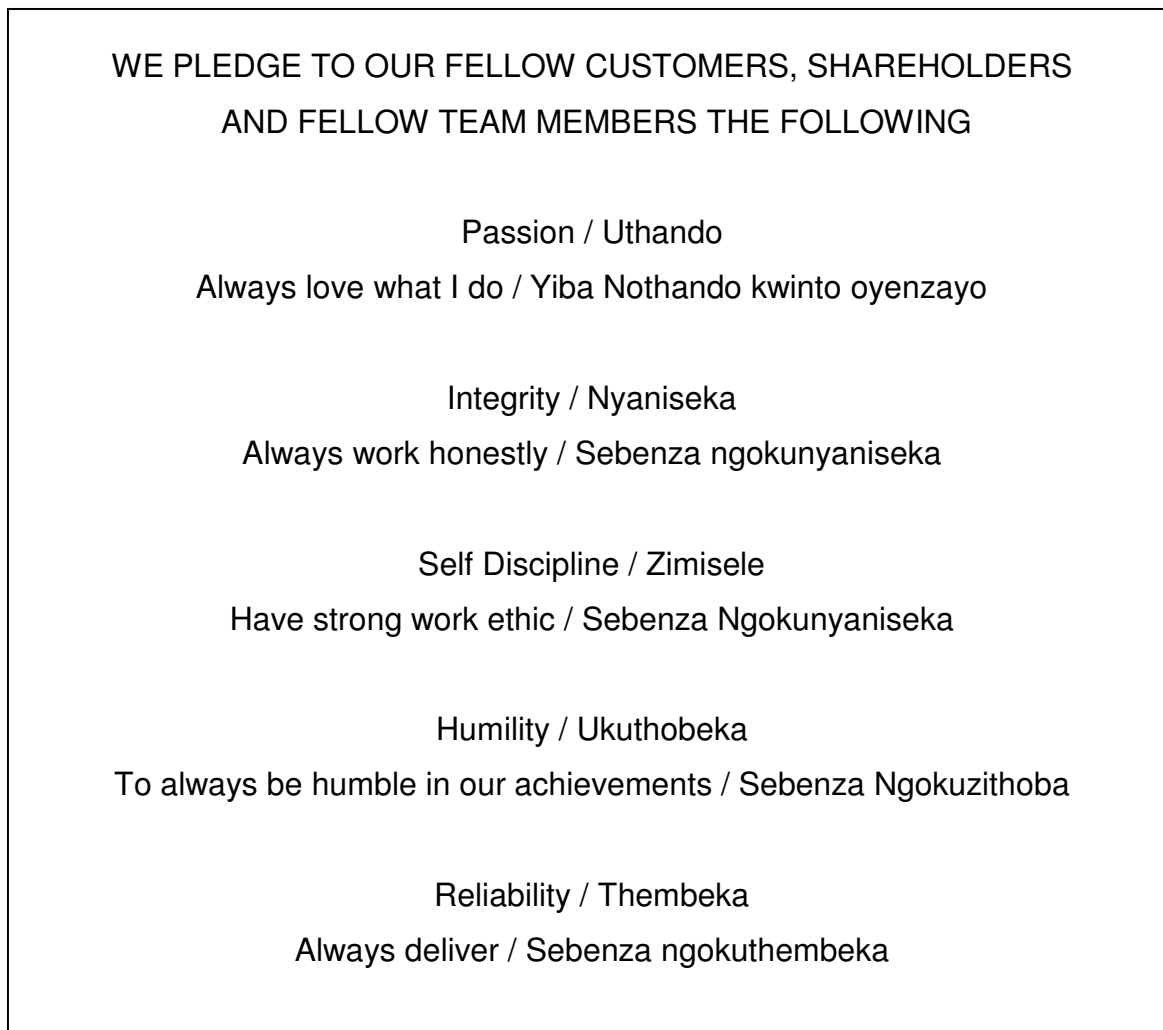 WE PLEDGE TO OUR FELLOW CUSTOMERS, SHAREHOLDERS
AND FELLOW TEAM MEMBERS THE FOLLOWING
Passion / Uthando
Always love what I do / Yiba Nothando kwinto oyenzayo
Integrity / Nyaniseka
Always work honestly / Sebenza ngokunyaniseka
Self Discipline / Zimisele
Have strong work ethic / Sebenza Ngokunyaniseka
Humility / Ukuthobeka
To always be humble in our achievements / Sebenza Ngokuzithoba
Reliability / Thembeka
Always deliver / Sebenza ngokuthembeka